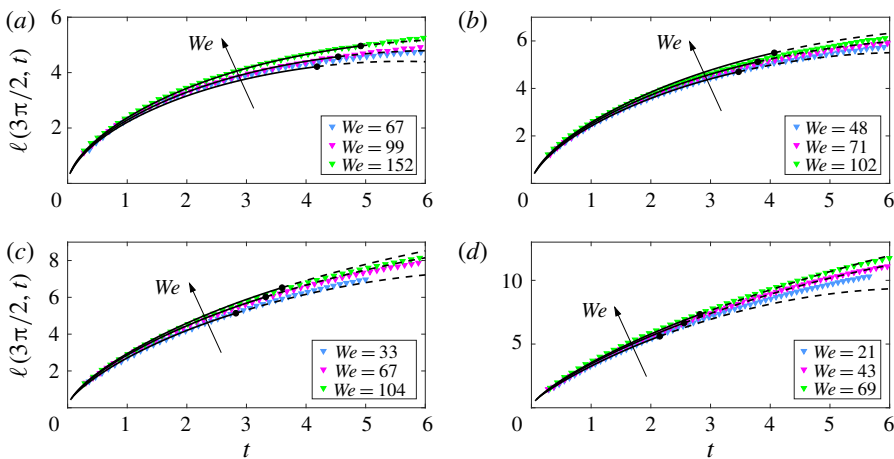 (a)
6
4
2
0 1 2 3 4 5 6
ℓ(3π/2, t)
We
We = 67
We = 99
We = 152
(b)
6
4
2
0 1 2 3 4 5 6
We
We = 48
We = 71
We = 102
(c)
8
6
4
2
0 1 2 3 4 5 6
ℓ(3π/2, t)
t
We
We = 33
We = 67
We = 104
(d)
10
5
0 1 2 3 4 5 6
t
We
We = 21
We = 43
We = 69